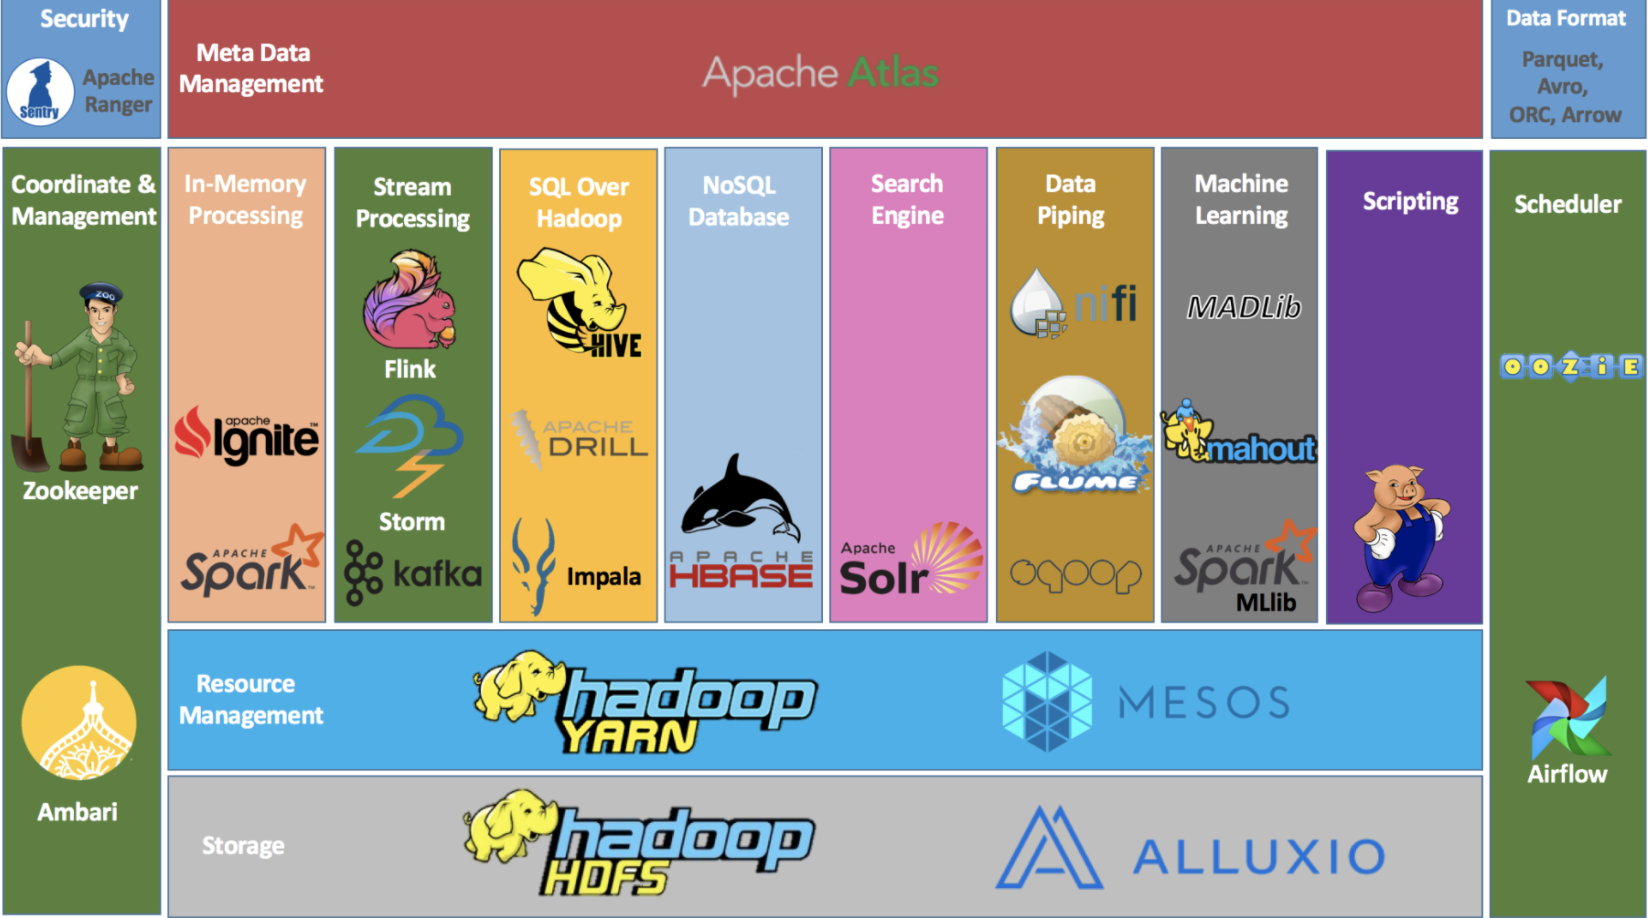 Security
Sentry
Apache
Ranger
Meta Data
Management
Apache Atlas
Data Format
Parquet,
Avro,
ORC, Arrow
Coordinate &
Management
ZOO
Zookeeper
Ambari
In-Memory
Processing
apache
Ignite™
APACHE
Spark™
Stream
Processing
Flink
Storm
kafka
SQL Over
Hadoop
HIVE
APACHE
DRILL
Impala
NoSQL
Database
APACHE
HBASE
Search
Engine
Apache
Solr
Data
Piping
nifi
FLUME
sqoop
Machine
Learning
MADLib
mahout
APACHE
Spark™
MLlib
Scripting
Scheduler
OOZiE
Airflow
Resource
Management
hadoop
YARN
MESOS
Storage
hadoop
HDFS
ALLUXIO